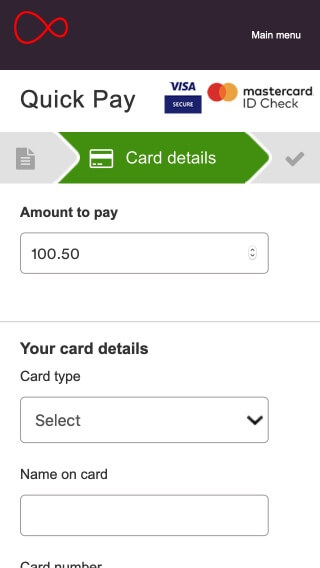 Main menu
Quick Pay
VISA
SECURE
mastercard
ID Check
Card details
Amount to pay
100.50
Your card details
Card type
Select
Name on card
Card number